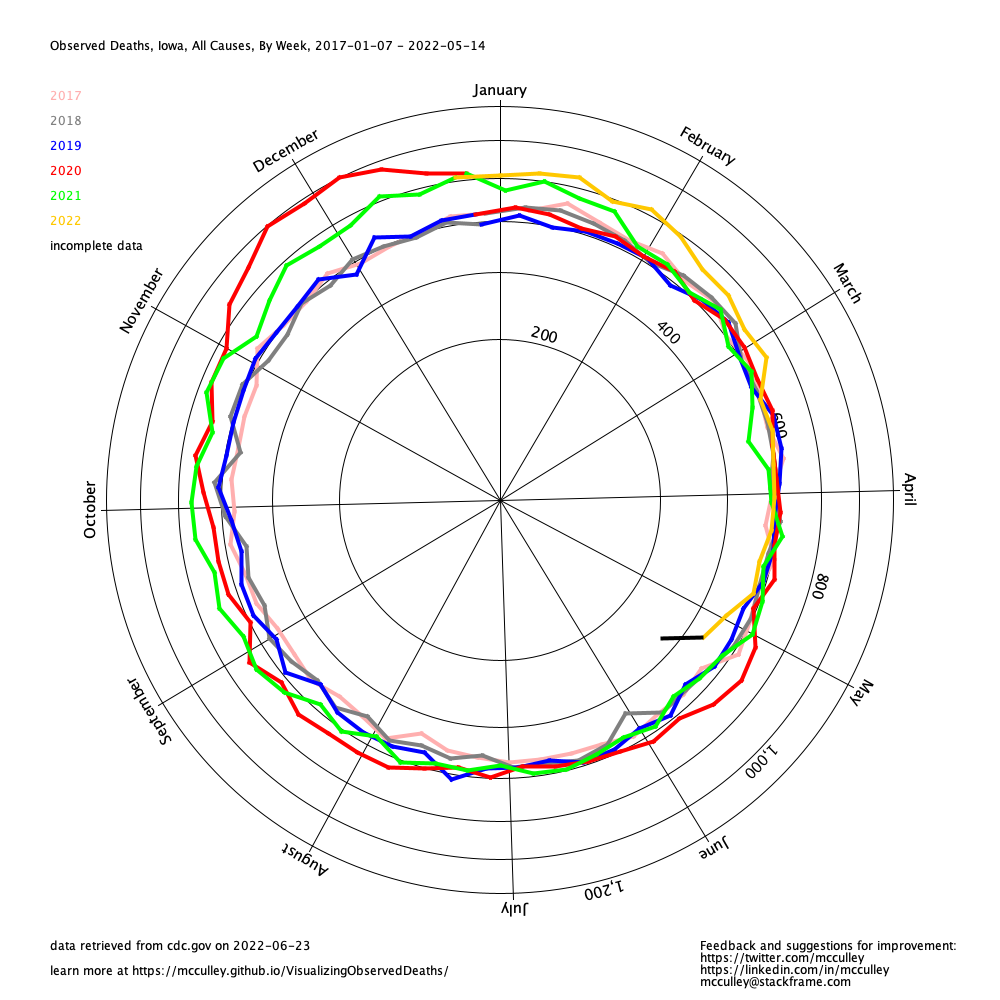 Observed Deaths, Iowa, All Causes, By Week, 2017-01-07 - 2022-05-14
2017
2018
2019
2020
2021
2022
incomplete data
January
February
March
April
May
June
July
August
September
October
November
December
200
400
600
800
1,000
1,200
data retrieved from cdc.gov on 2022-06-23
learn more at https://mcculley.github.io/VisualizingObservedDeaths/
Feedback and suggestions for improvement:
https://twitter.com/mcculley
https://linkedin.com/in/mcculley
mcculley@stackframe.com